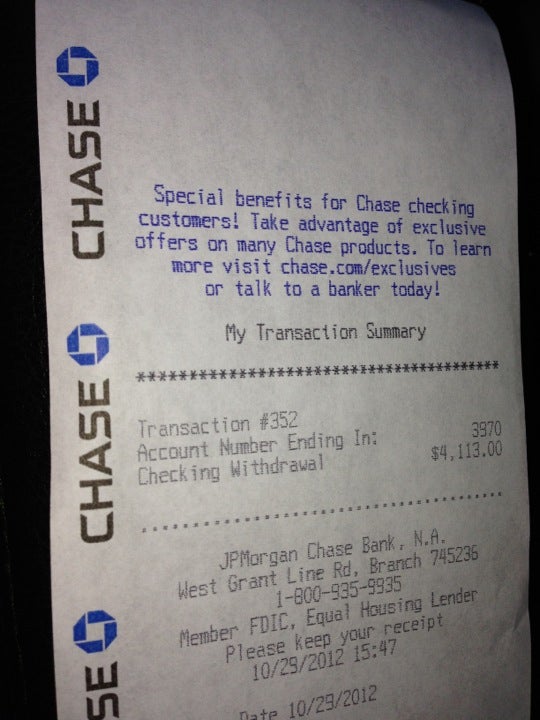 CHASE
CHASE
SE
Special benefits for Chase checking
customers! Take advantage of exclusive
offers on many Chase products. To learn
more visit chase.com/exclusives
or talk to a banker today!
My Transaction Summary
****************************************
Transaction #352
Account Number Ending In: 3970
Checking Withdrawal $4,113.00
JPMorgan Chase Bank, N.A.
West Grant Line Rd, Branch 745236
1-800-935-9935
Member FDIC, Equal Housing Lender
Please keep your receipt
10/29/2012 15:47
Date 10/29/2012